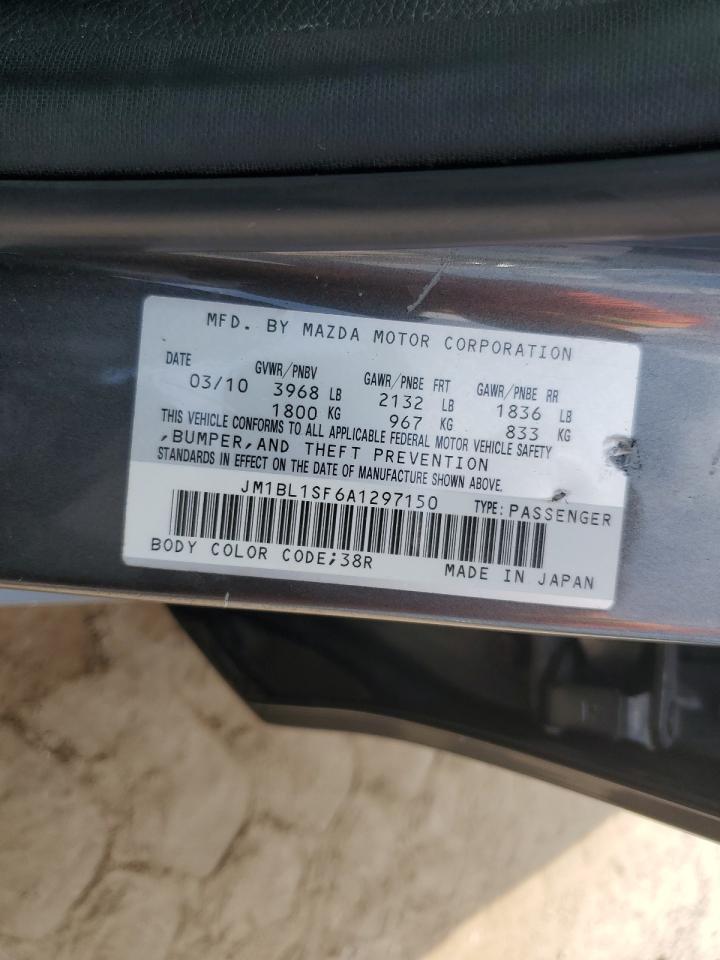 MFD. BY MAZDA MOTOR CORPORATION
DATE GVWR/PNBV GAWR/PNBE FRT GAWR/PNBE RR
03/10 3968 LB 2132 LB 1836 LB
1800 KG 967 KG 833 KG
THIS VEHICLE CONFORMS TO ALL APPLICABLE FEDERAL MOTOR VEHICLE SAFETY
,BUMPER,AND THEFT PREVENTION
STANDARDS IN EFFECT ON THE DATE OF MANUFACTURE SHOWN ABOVE.
JM1BL1SF6A1297150 TYPE: PASSENGER
BODY COLOR CODE;38R MADE IN JAPAN